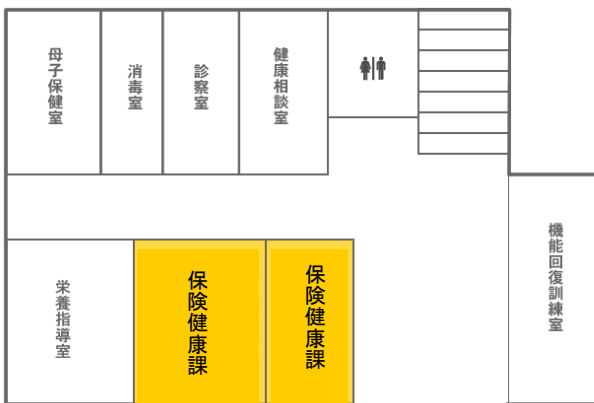 母子保健室
消毒室
診察室
健康相談室
機能回復訓練室
栄養指導室
保険健康課
保険健康課